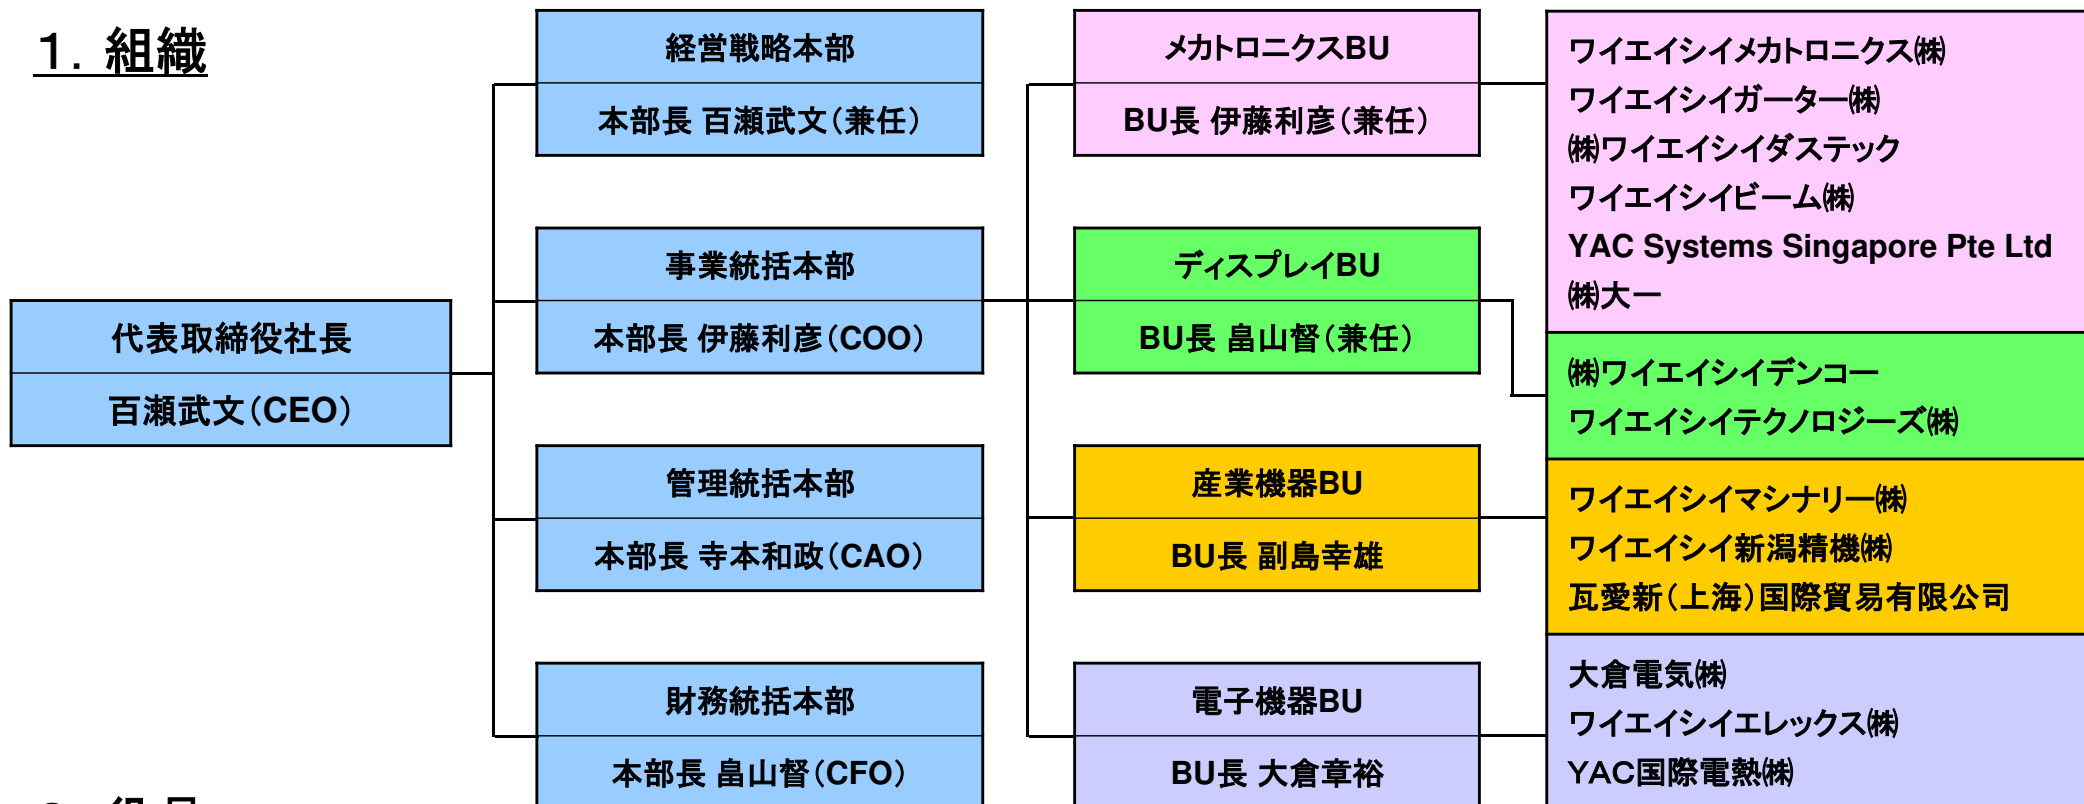 １．組織
代表取締役社長
百瀬武文（CEO）
経営戦略本部
本部長 百瀬武文（兼任）
事業統括本部
本部長 伊藤利彦（COO）
管理統括本部
本部長 寺本和政（CAO）
財務統括本部
本部長 畠山督（CFO）
メカトロニクスBU
BU長 伊藤利彦（兼任）
ディスプレイBU
BU長 畠山督（兼任）
産業機器BU
BU長 副島幸雄
電子機器BU
BU長 大倉章裕
ワイエイシイメカトロニクス㈱
ワイエイシイガーター㈱
㈱ワイエイシイダステック
ワイエイシイビーム㈱
YAC Systems Singapore Pte Ltd
㈱大一
㈱ワイエイシイデンコー
ワイエイシイテクノロジーズ㈱
ワイエイシイマシナリー㈱
ワイエイシイ新潟精機㈱
瓦愛新（上海）国際貿易有限公司
大倉電気㈱
ワイエイシイエレックス㈱
YAC国際電熱㈱